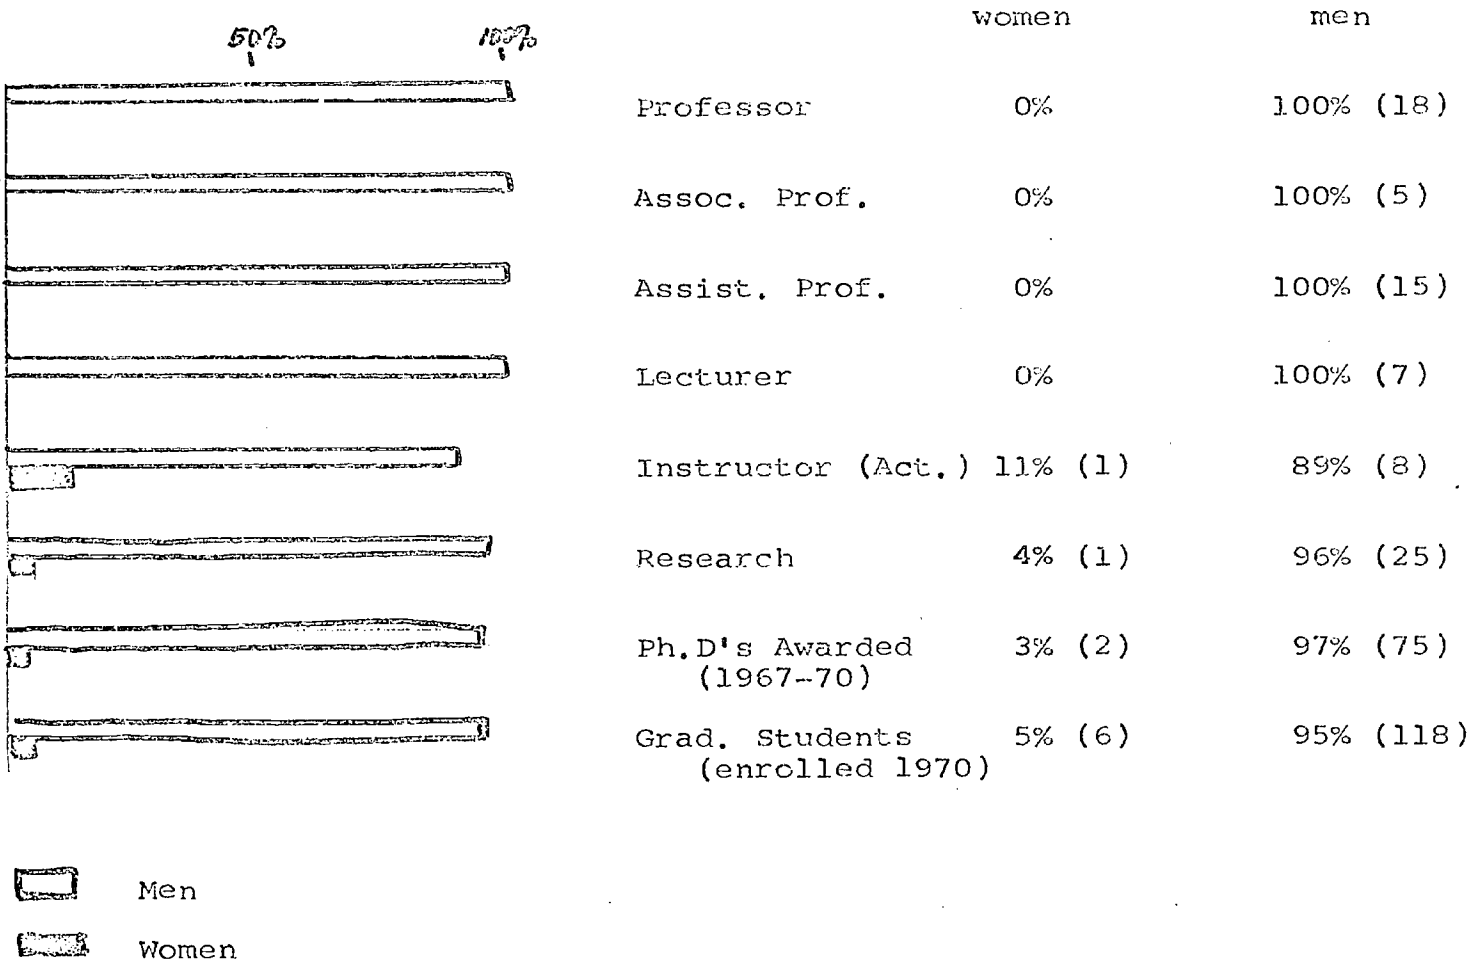 women men
50% 100%
Professor 0% 100% (18)
Assoc. Prof. 0% 100% (5)
Assist. Prof. 0% 100% (15)
Lecturer 0% 100% (7)
Instructor (Act.) 11% (1) 89% (8)
Research 4% (1) 96% (25)
Ph.D's Awarded 3% (2) 97% (75)
(1967-70)
Grad. Students 5% (6) 95% (118)
(enrolled 1970)
Men
Women